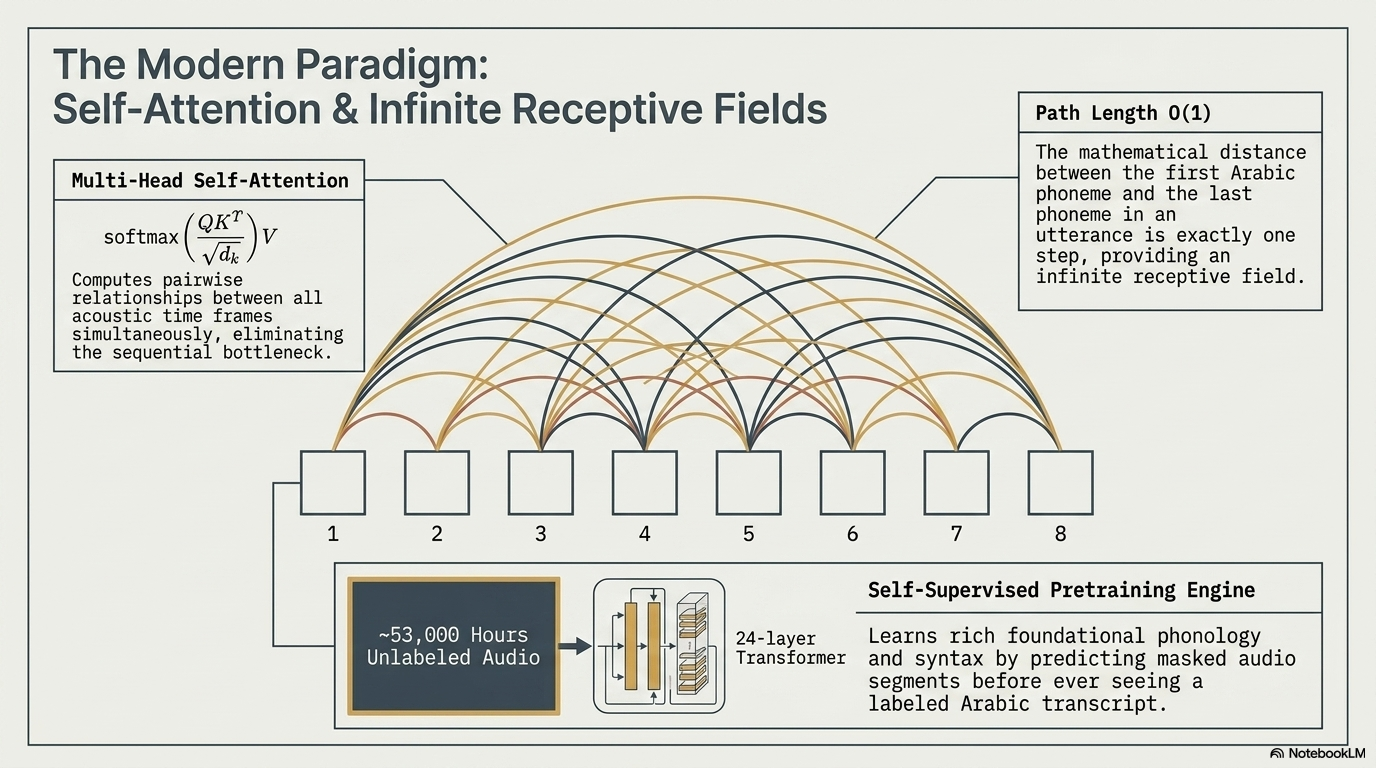 The Modern Paradigm:
Self-Attention & Infinite Receptive Fields
Multi-Head Self-Attention
softmax(QKᵀ/√dₖ)V
Computes pairwise
relationships between all
acoustic time frames
simultaneously, eliminating
the sequential bottleneck.
Path Length O(1)
The mathematical distance
between the first Arabic
phoneme and the last
phoneme in an
utterance is exactly one
step, providing an
infinite receptive field.
1 2 3 4 5 6 7 8
~53,000 Hours
Unlabeled Audio
24-layer
Transformer
Self-Supervised Pretraining Engine
Learns rich foundational phonology
and syntax by predicting masked audio
segments before ever seeing a
labeled Arabic transcript.
NotebookLM